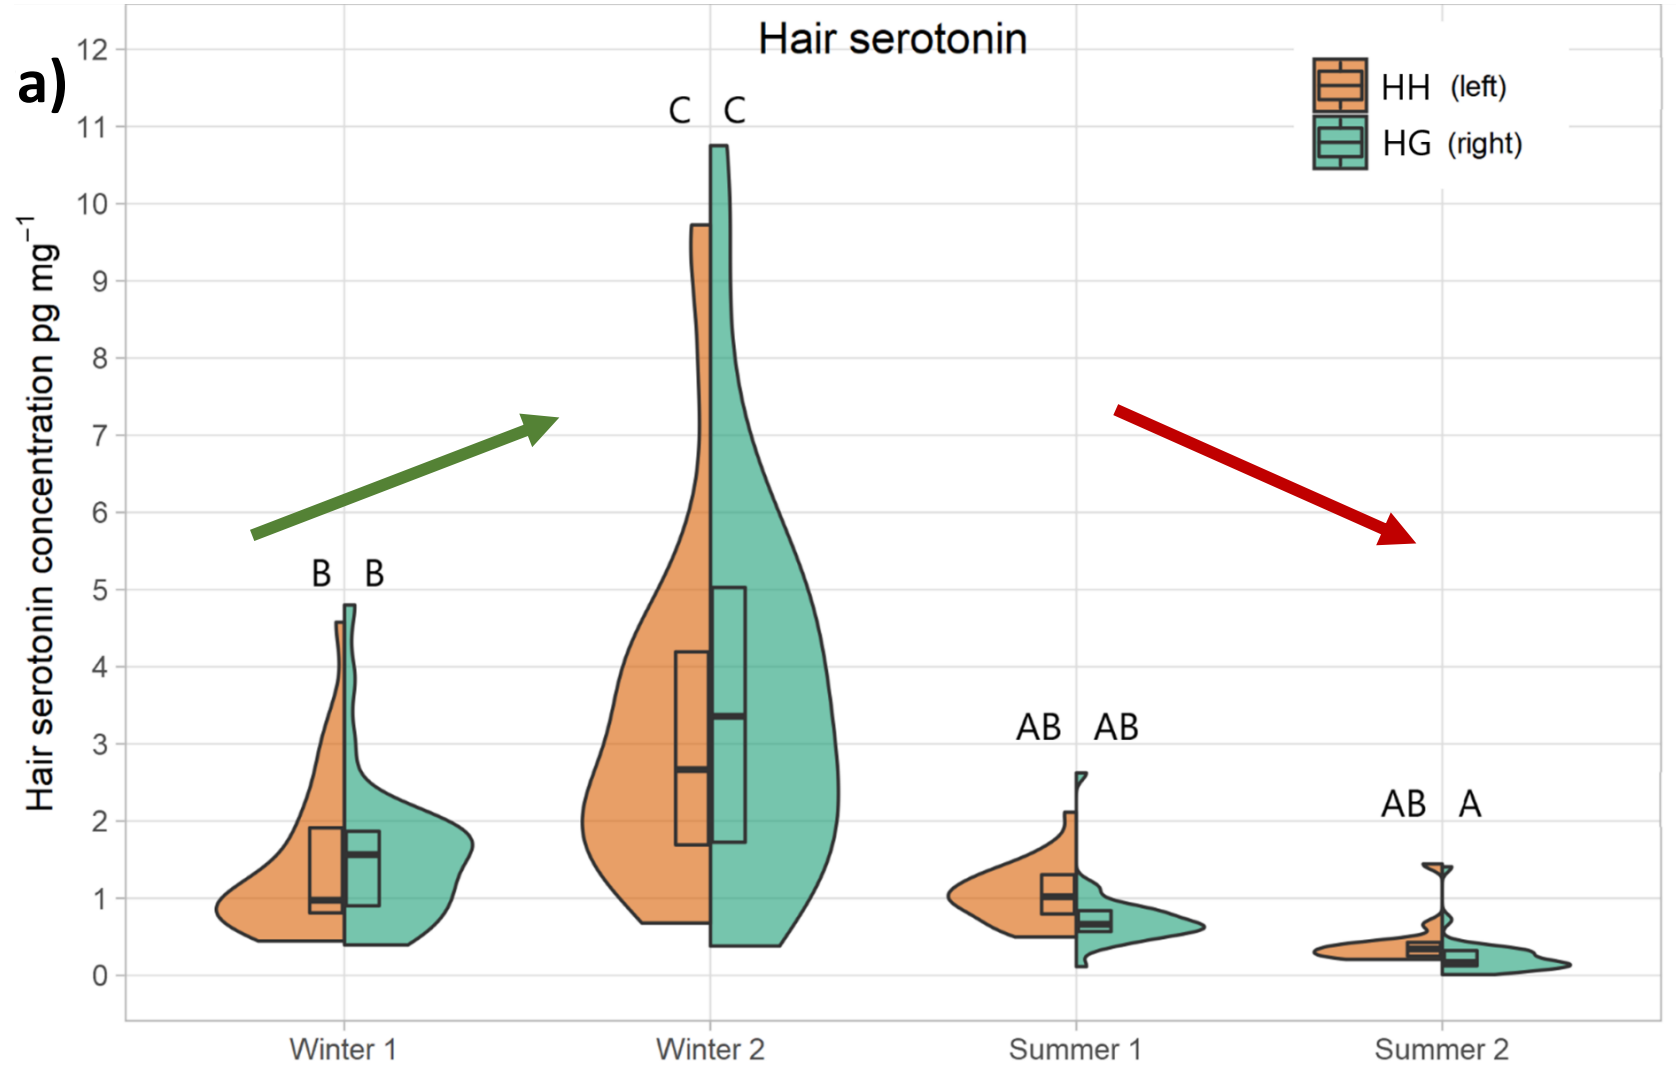 a)
Hair serotonin
HH (left)
HG (right)
Hair serotonin concentration pg mg⁻¹
12
11
10
9
8
7
6
5
4
3
2
1
0
C C
B B
AB AB
AB A
Winter 1
Winter 2
Summer 1
Summer 2